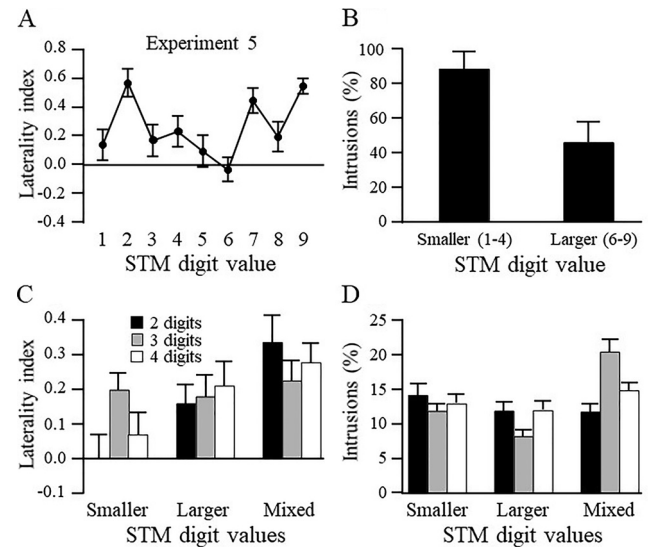 A
Experiment 5
Laterality index
0.8
0.6
0.4
0.2
0.0
-0.2
-0.4
1 2 3 4 5 6 7 8 9
STM digit value
B
Intrusions (%)
100
80
60
40
20
0
Smaller (1-4) Larger (6-9)
STM digit value
C
2 digits
3 digits
4 digits
Laterality index
0.4
0.3
0.2
0.1
0.0
-0.1
Smaller Larger Mixed
STM digit values
D
Intrusions (%)
25
20
15
10
5
0
Smaller Larger Mixed
STM digit values